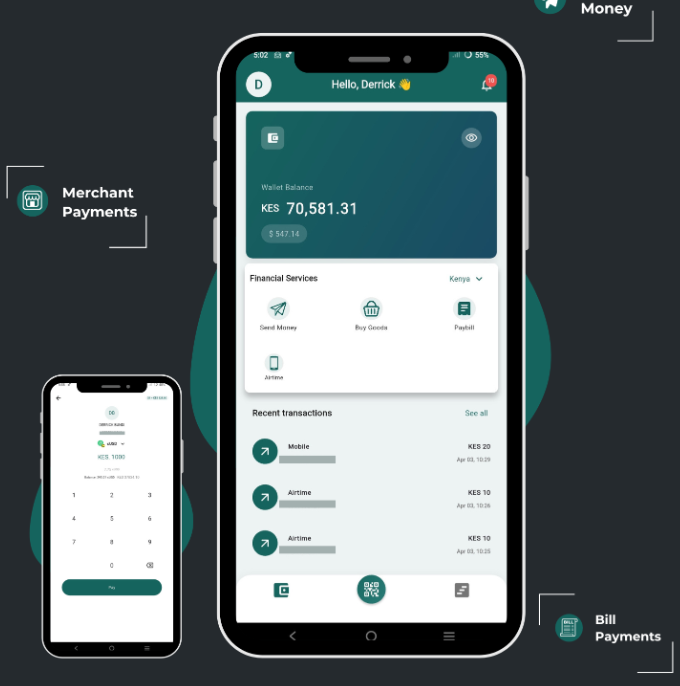 Money
5:02
55%
D
Hello, Derrick 👋
10
Wallet Balance
KES 70,581.31
$ 547.14
Merchant
Payments
Financial Services
Kenya
Send Money
Buy Goods
Paybill
Airtime
Recent transactions
See all
Mobile
KES 20
Apr 03, 10:29
Airtime
KES 10
Apr 03, 10:26
Airtime
KES 10
Apr 03, 10:25
KES. 1000
1 2 3
4 5 6
7 8 9
0
Pay
BILL
Bill
Payments